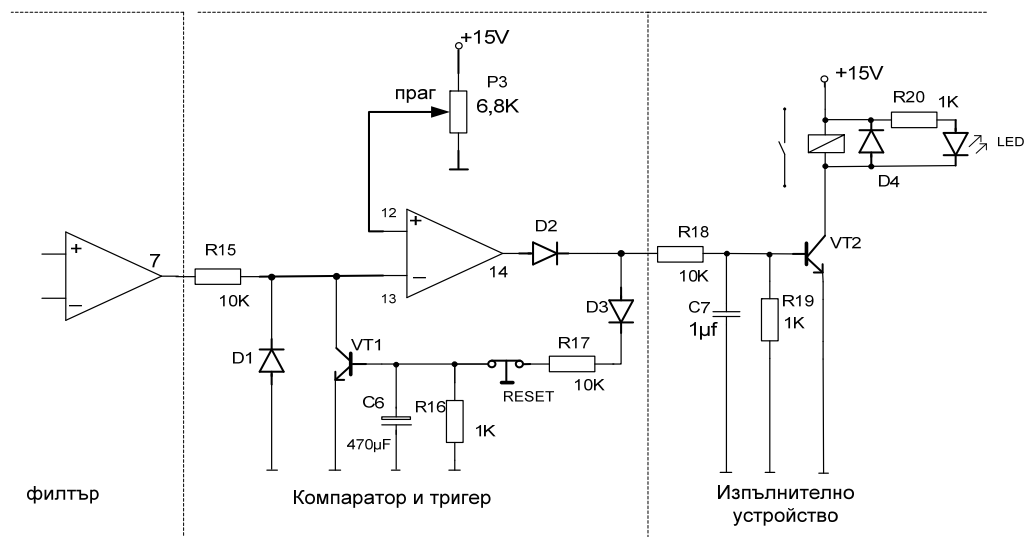 +15V
P3
6,8K
праг
+15V
R20
1K
LED
D4
12
+
14
−
13
D2
R18
10K
VT2
+
−
7
R15
10K
D3
C7
1µf
R19
1K
D1
VT1
R17
10K
RESET
C6
470µF
R16
1K
филтър
Компаратор и тригер
Изпълнително
устройство